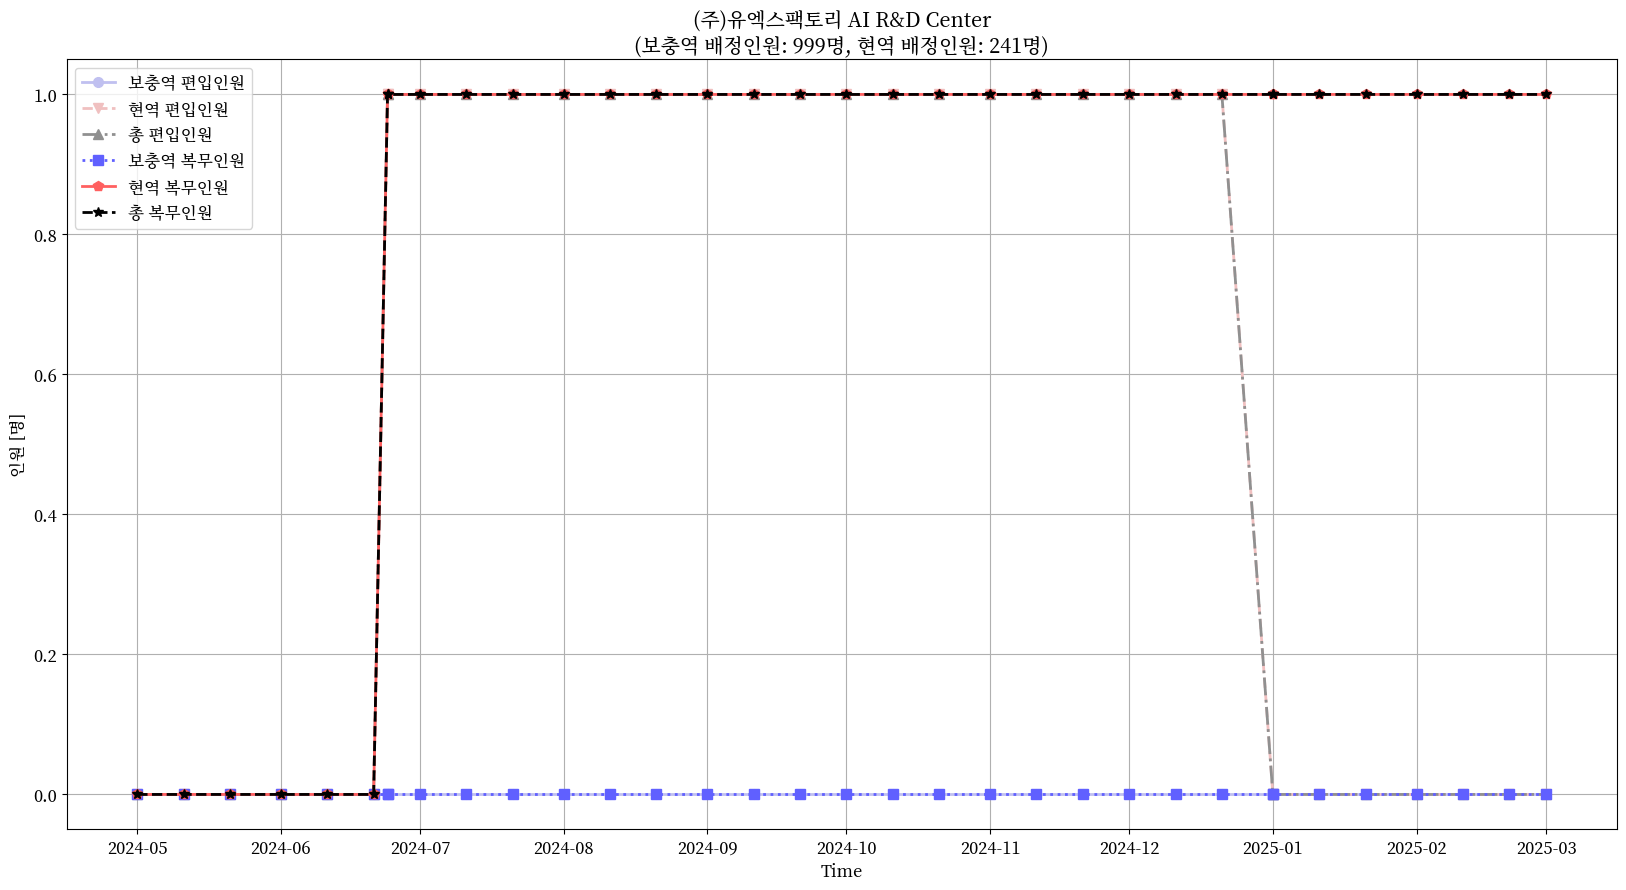 (주)유엑스팩토리 AI R&D Center
(보충역 배정인원: 999명, 현역 배정인원: 241명)
보충역 편입인원
현역 편입인원
총 편입인원
보충역 복무인원
현역 복무인원
총 복무인원
1.0
0.8
0.6
0.4
0.2
0.0
인원 [명]
2024-05 2024-06 2024-07 2024-08 2024-09 2024-10 2024-11 2024-12 2025-01 2025-02 2025-03
Time